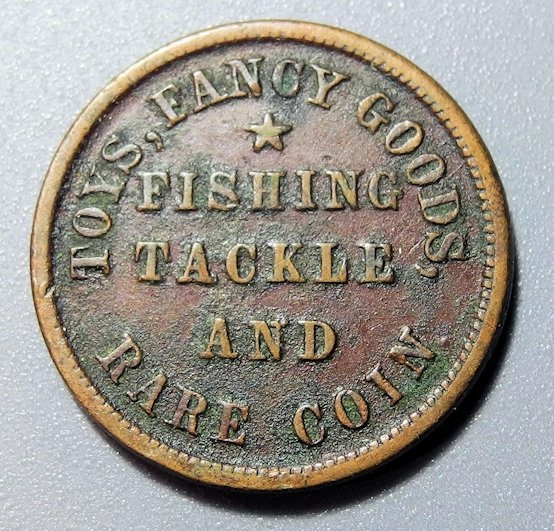 TOYS, FANCY GOODS,
FISHING
TACKLE
AND
RARE COIN